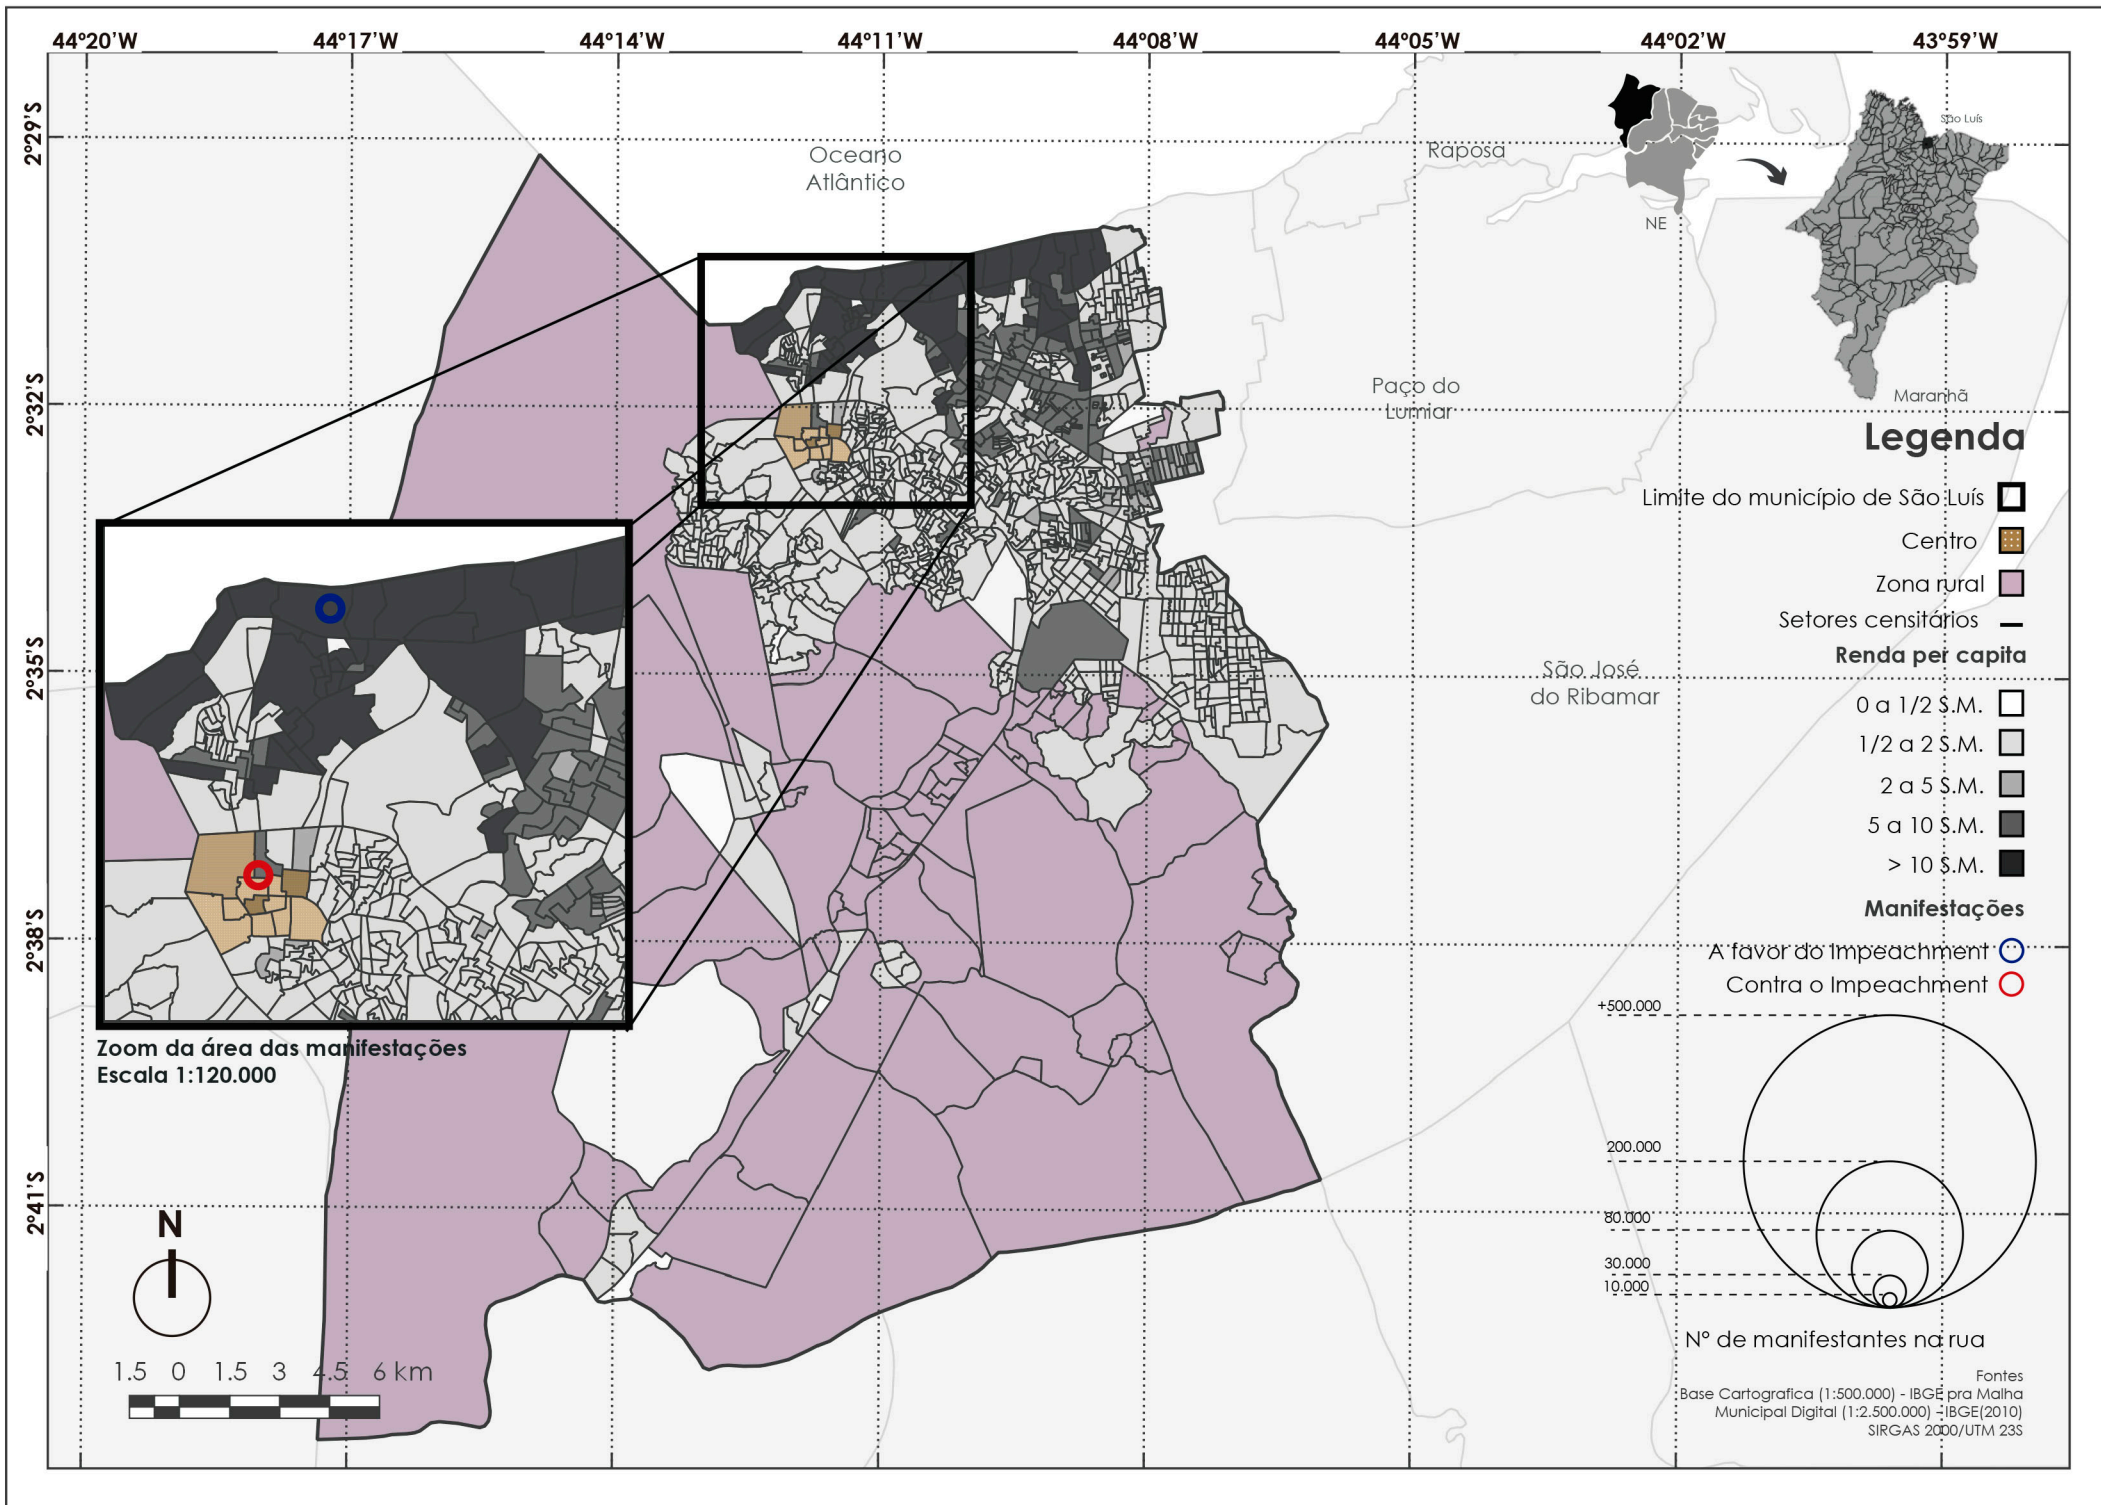 44°20'W 44°17'W 44°14'W 44°11'W 44°08'W 44°05'W 44°02'W 43°59'W
2°29'S
2°32'S
2°35'S
2°38'S
2°41'S
Oceano
Atlântico
Raposa
Paço do
Lumiar
São José
do Ribamar
NE
São Luís
Maranhã
Legenda
Limite do município de São Luís
Centro
Zona rural
Setores censitários
Renda per capita
0 a 1/2 S.M.
1/2 a 2 S.M.
2 a 5 S.M.
5 a 10 S.M.
> 10 S.M.
Manifestações
A favor do Impeachment
Contra o Impeachment
+500.000
200.000
80.000
30.000
10.000
Nº de manifestantes na rua
Fontes
Base Cartografica (1:500.000) - IBGE pra Malha
Municipal Digital (1:2.500.000) - IBGE(2010)
SIRGAS 2000/UTM 23S
Zoom da área das manifestações
Escala 1:120.000
N
1.5 0 1.5 3 4.5 6 km